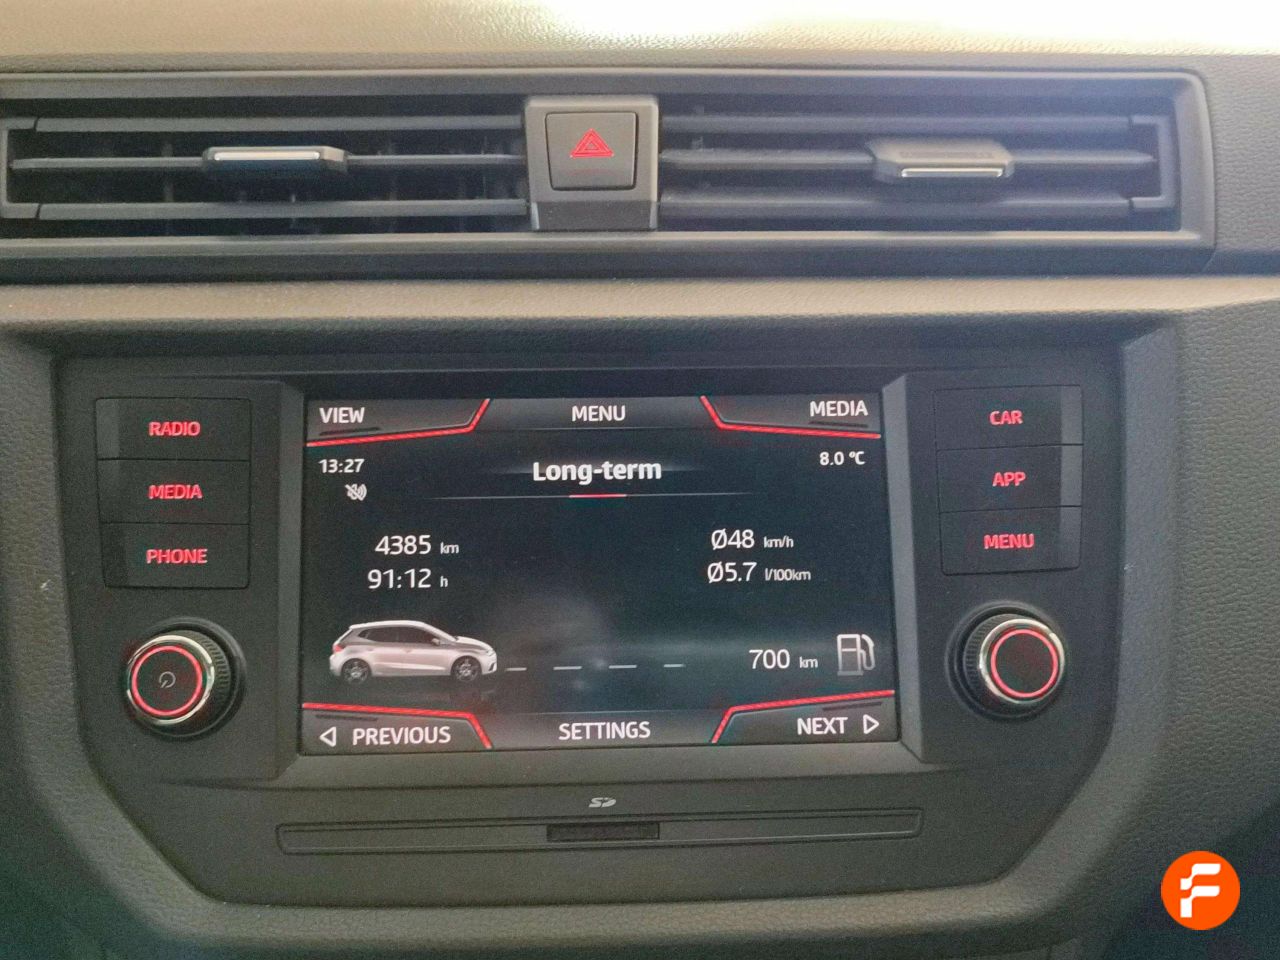 RADIO
MEDIA
PHONE
VIEW
MENU
MEDIA
13:27
Long-term
8.0 °C
4385 km
91:12 h
Ø48 km/h
Ø5.7 l/100km
700 km
PREVIOUS
SETTINGS
NEXT
CAR
APP
MENU
SD
F